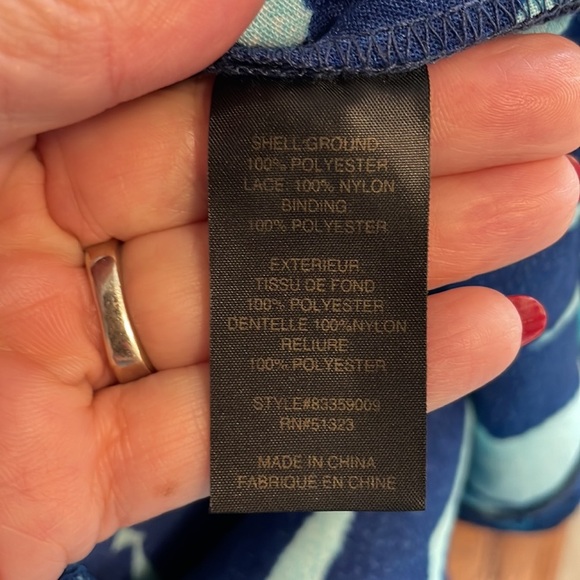 SHELL:GROUND:
100% POLYESTER
LACE: 100% NYLON
BINDING:
100% POLYESTER
EXTERIEUR:
TISSU DE FOND
100% POLYESTER
DENTELLE 100%NYLON
RELIURE:
100% POLYESTER
STYLE#83359009
RN#51323
MADE IN CHINA
FABRIQUE EN CHINE